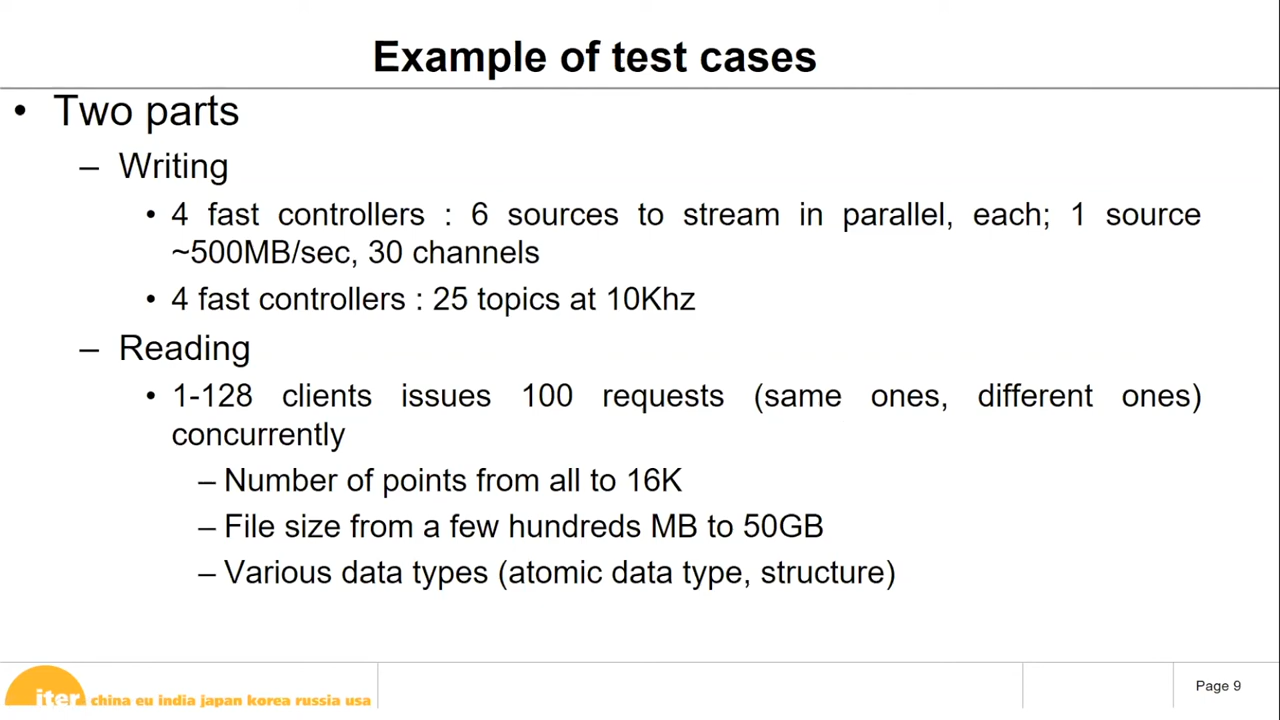 Example of test cases
• Two parts
– Writing
• 4 fast controllers : 6 sources to stream in parallel, each; 1 source
~500MB/sec, 30 channels
• 4 fast controllers : 25 topics at 10Khz
– Reading
• 1-128 clients issues 100 requests (same ones, different ones)
concurrently
– Number of points from all to 16K
– File size from a few hundreds MB to 50GB
– Various data types (atomic data type, structure)
iter china eu india japan korea russia usa
Page 9